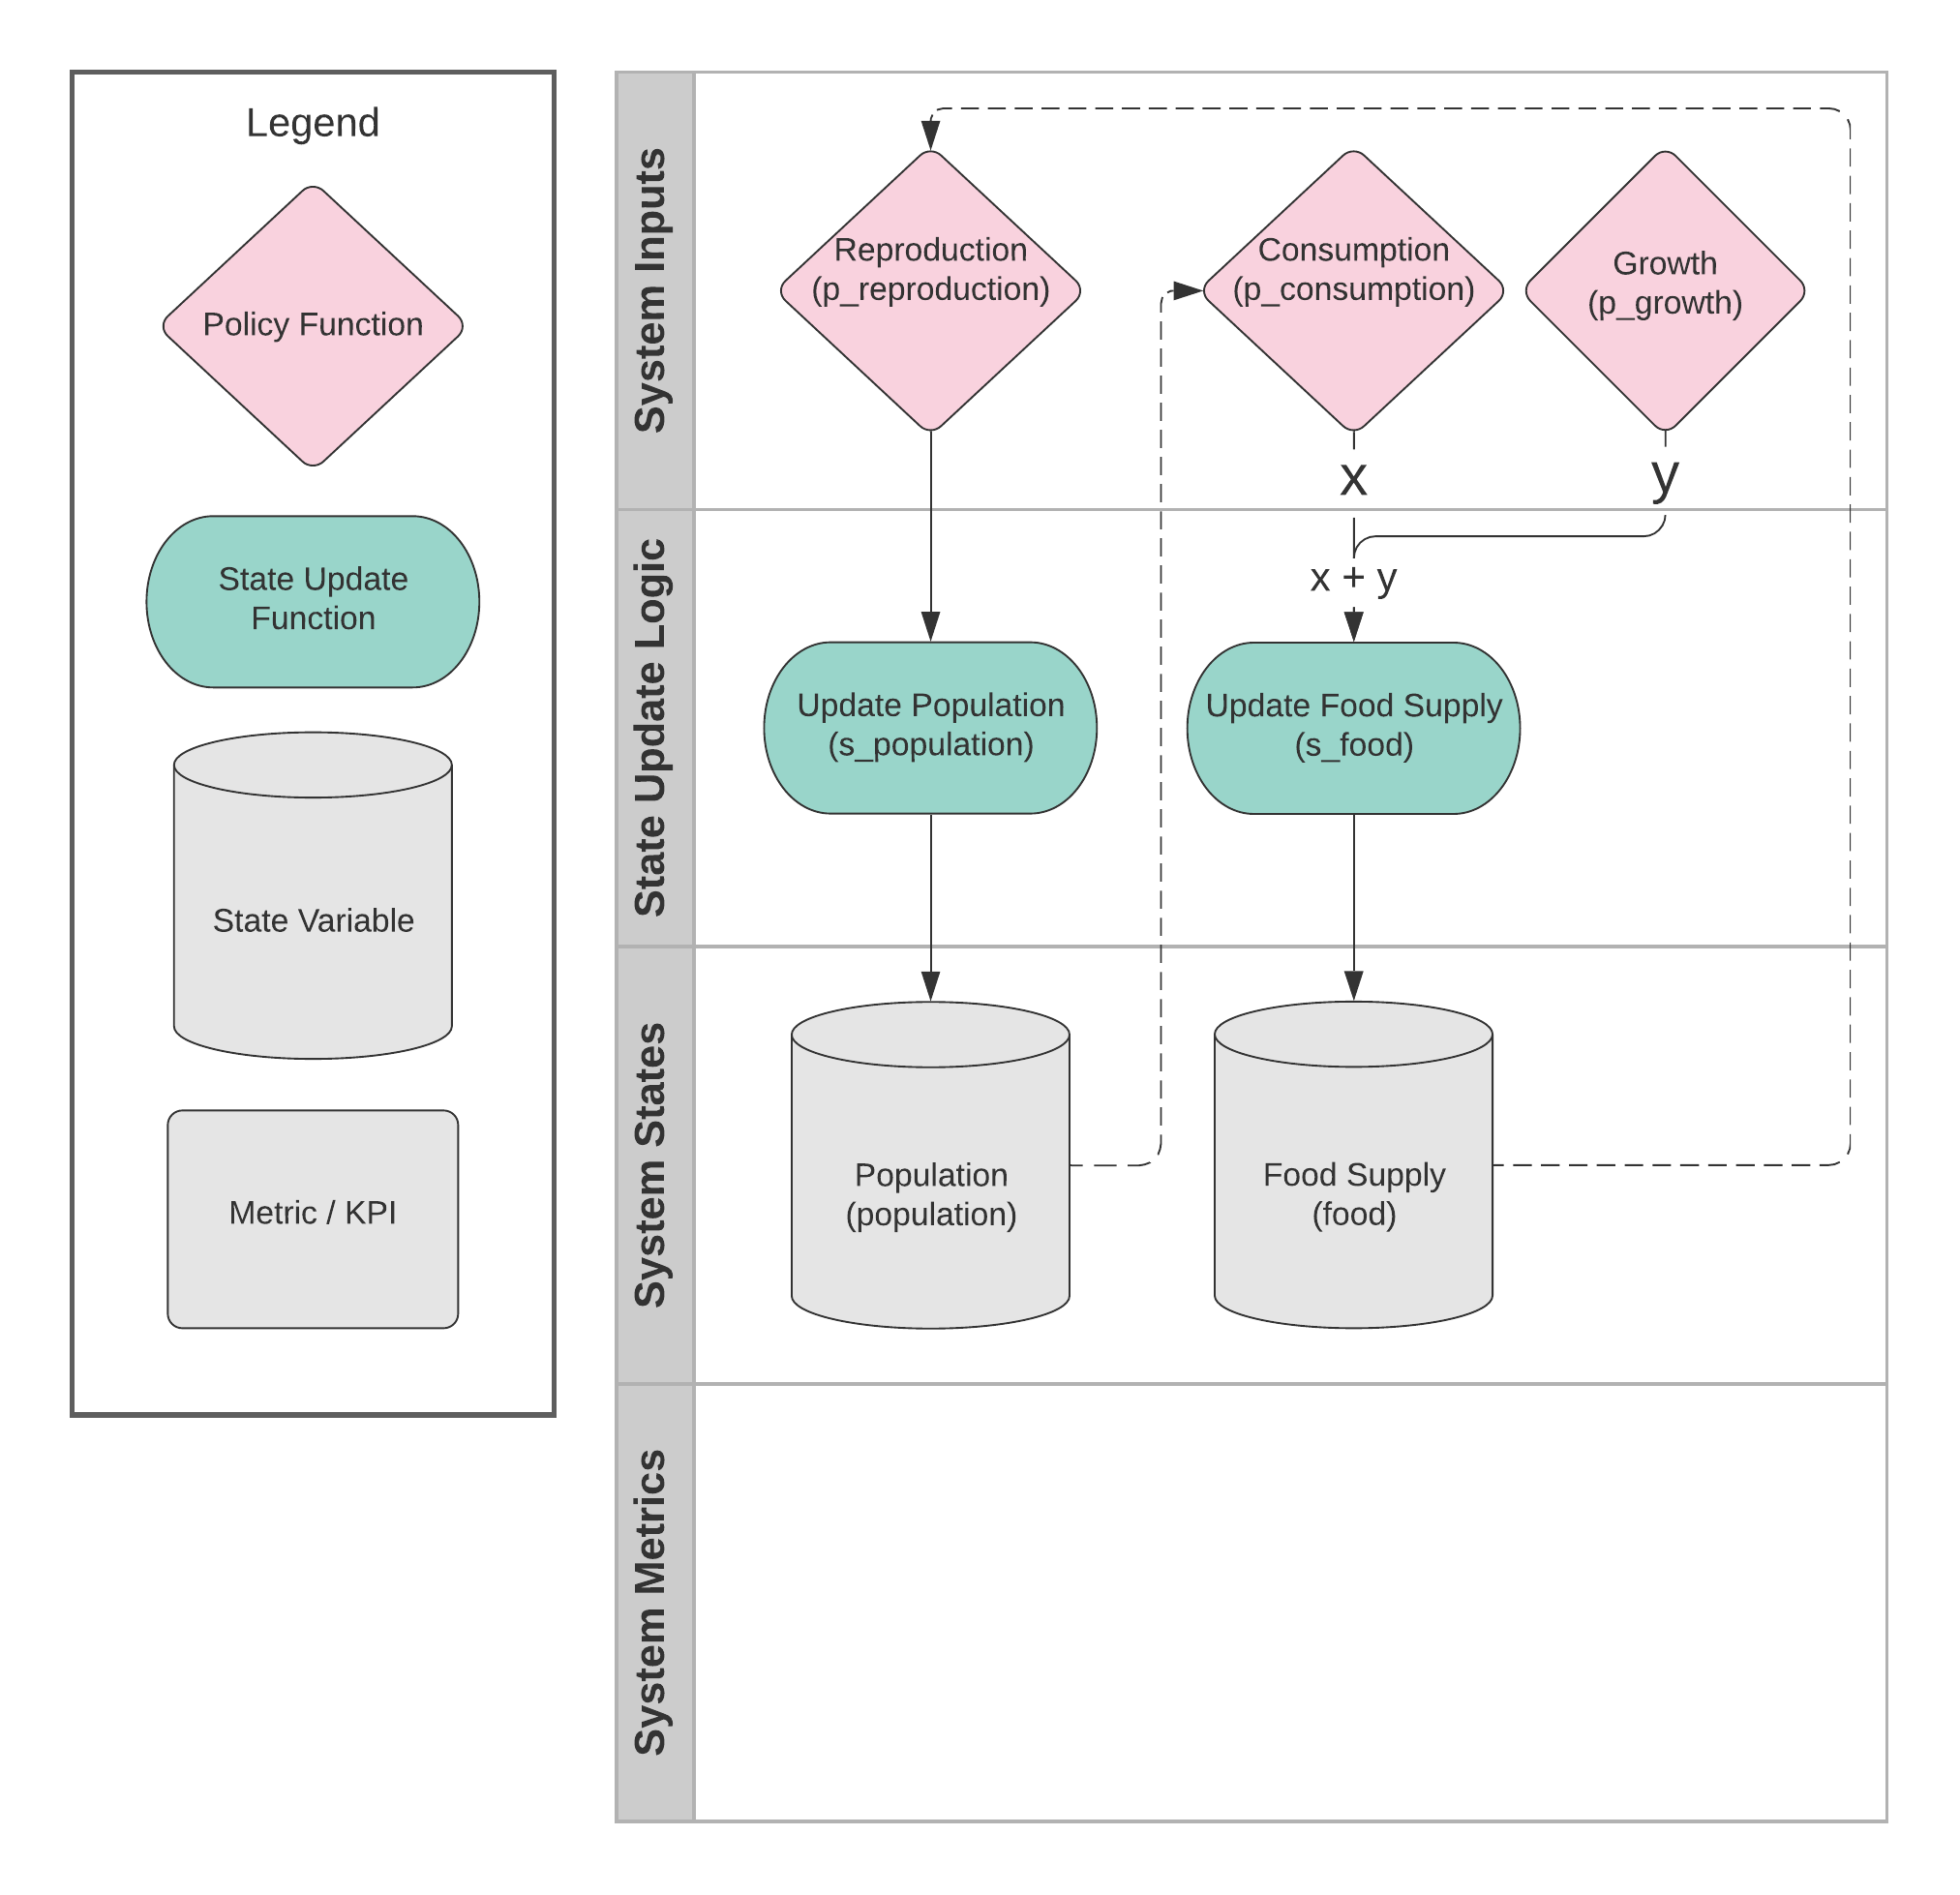 Legend
Policy Function
State Update
Function
State Variable
Metric / KPI
System Inputs
Reproduction
(p_reproduction)
Consumption
(p_consumption)
Growth
(p_growth)
x
y
State Update Logic
x + y
Update Population
(s_population)
Update Food Supply
(s_food)
System States
Population
(population)
Food Supply
(food)
System Metrics